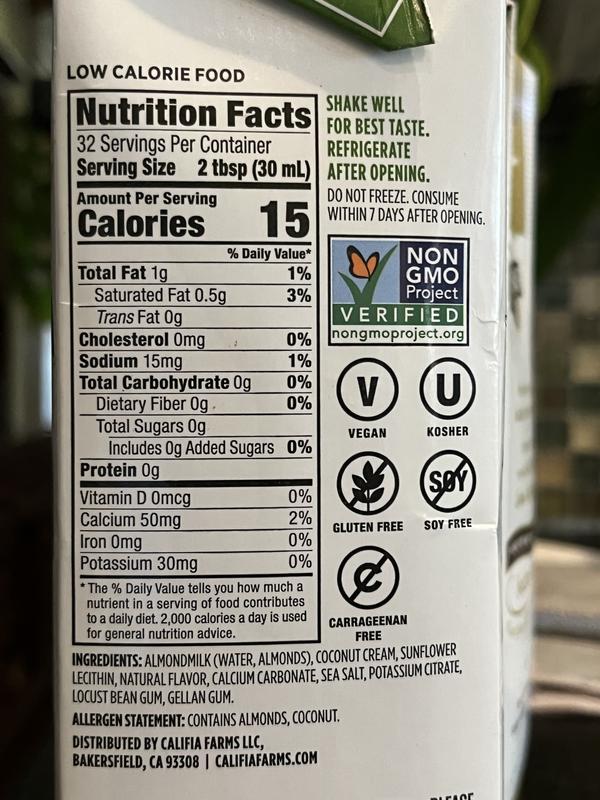 LOW CALORIE FOOD
Nutrition Facts
32 Servings Per Container
Serving Size 2 tbsp (30 mL)
Amount Per Serving
Calories 15
% Daily Value*
Total Fat 1g 1%
Saturated Fat 0.5g 3%
Trans Fat 0g
Cholesterol 0mg 0%
Sodium 15mg 1%
Total Carbohydrate 0g 0%
Dietary Fiber 0g 0%
Total Sugars 0g
Includes 0g Added Sugars 0%
Protein 0g
Vitamin D 0mcg 0%
Calcium 50mg 2%
Iron 0mg 0%
Potassium 30mg 0%
* The % Daily Value tells you how much a
nutrient in a serving of food contributes
to a daily diet. 2,000 calories a day is used
for general nutrition advice.
SHAKE WELL
FOR BEST TASTE.
REFRIGERATE
AFTER OPENING.
DO NOT FREEZE. CONSUME
WITHIN 7 DAYS AFTER OPENING.
NON
GMO
Project
VERIFIED
nongmoproject.org
V
VEGAN
U
KOSHER
GLUTEN FREE
SOY
SOY FREE
C
CARRAGEENAN
FREE
INGREDIENTS: ALMONDMILK (WATER, ALMONDS), COCONUT CREAM, SUNFLOWER
LECITHIN, NATURAL FLAVOR, CALCIUM CARBONATE, SEA SALT, POTASSIUM CITRATE,
LOCUST BEAN GUM, GELLAN GUM.
ALLERGEN STATEMENT: CONTAINS ALMONDS, COCONUT.
DISTRIBUTED BY CALIFIA FARMS LLC,
BAKERSFIELD, CA 93308 | CALIFIAFARMS.COM
PLEASE